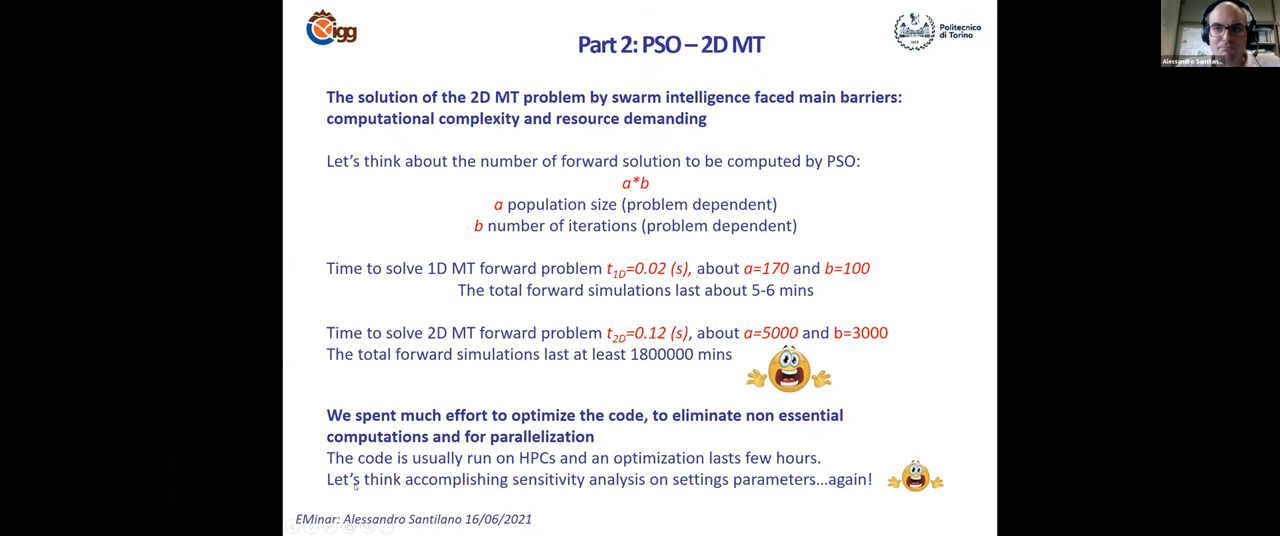 igg
Part 2: PSO – 2D MT
Politecnico
di Torino
Alessandro Santilan...
The solution of the 2D MT problem by swarm intelligence faced main barriers:
computational complexity and resource demanding
Let's think about the number of forward solution to be computed by PSO:
a*b
a population size (problem dependent)
b number of iterations (problem dependent)
Time to solve 1D MT forward problem t1D=0.02 (s), about a=170 and b=100
The total forward simulations last about 5-6 mins
Time to solve 2D MT forward problem t2D=0.12 (s), about a=5000 and b=3000
The total forward simulations last at least 1800000 mins
We spent much effort to optimize the code, to eliminate non essential
computations and for parallelization
The code is usually run on HPCs and an optimization lasts few hours.
Let's think accomplishing sensitivity analysis on settings parameters...again!
EMinar: Alessandro Santilano 16/06/2021